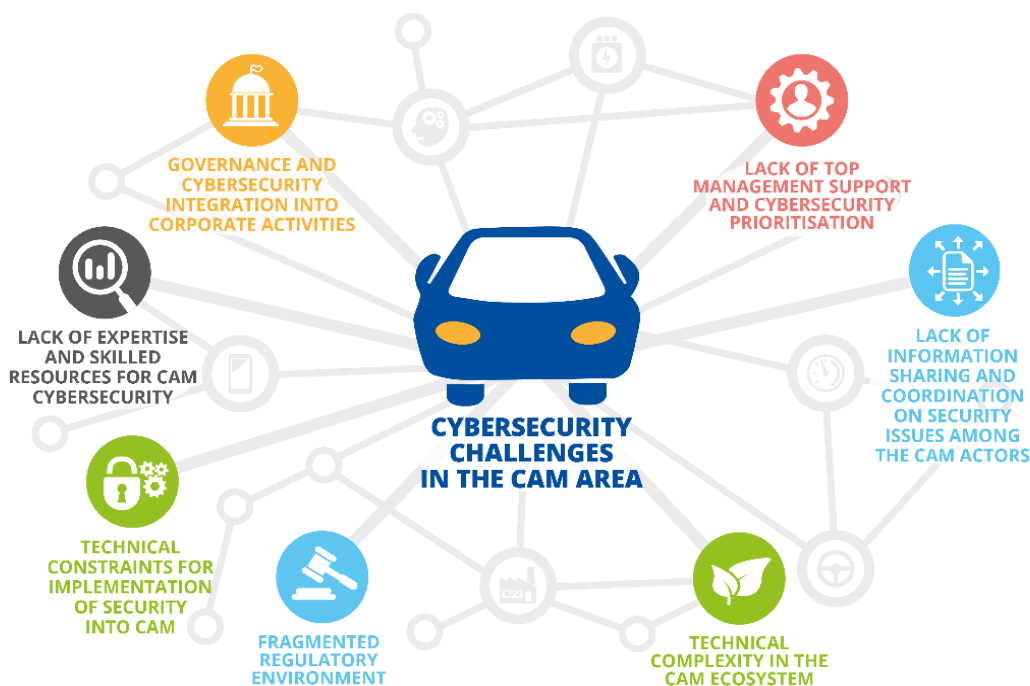 GOVERNANCE AND
CYBERSECURITY
INTEGRATION INTO
CORPORATE ACTIVITIES
LACK OF TOP
MANAGEMENT SUPPORT
AND CYBERSECURITY
PRIORITISATION
LACK OF EXPERTISE
AND SKILLED
RESOURCES FOR CAM
CYBERSECURITY
LACK OF
INFORMATION
SHARING AND
COORDINATION
ON SECURITY
ISSUES AMONG
THE CAM ACTORS
CYBERSECURITY
CHALLENGES
IN THE CAM AREA
TECHNICAL
CONSTRAINTS FOR
IMPLEMENTATION
OF SECURITY
INTO CAM
FRAGMENTED
REGULATORY
ENVIRONMENT
TECHNICAL
COMPLEXITY IN THE
CAM ECOSYSTEM